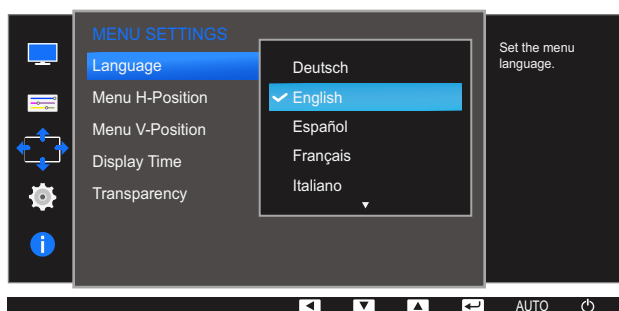 MENU SETTINGS
Language
Menu H-Position
Menu V-Position
Display Time
Transparency
Deutsch
English
Español
Français
Italiano
Set the menu
language.
AUTO